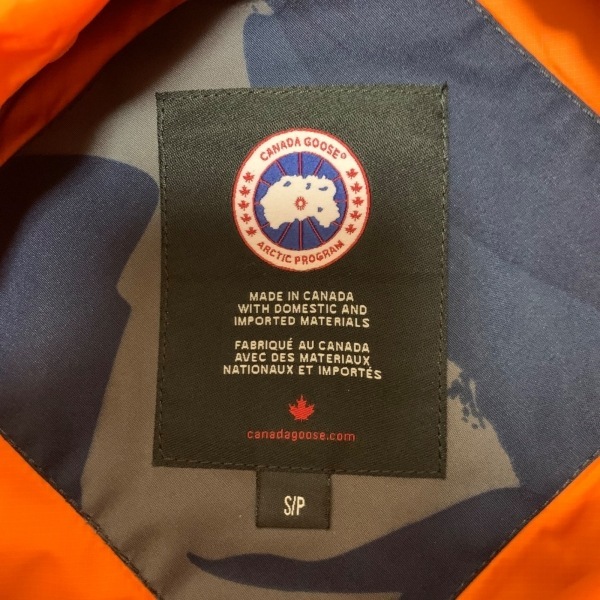 CANADA GOOSE®
ARCTIC PROGRAM
MADE IN CANADA
WITH DOMESTIC AND
IMPORTED MATERIALS
FABRIQUÉ AU CANADA
AVEC DES MATERIAUX
NATIONAUX ET IMPORTÉS
canadagoose.com
S/P